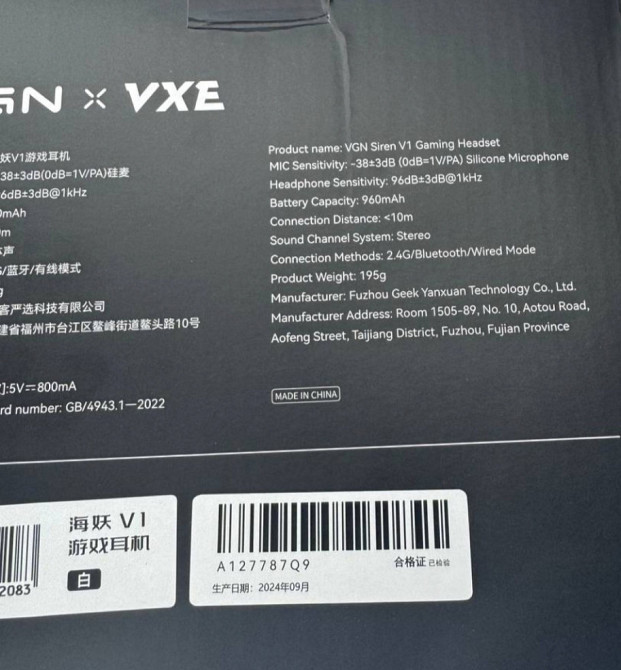 GN × VXE
妖V1游戏耳机
38±3dB(0dB=1V/PA)硅麦
6dB±3dB@1kHz
0mAh
m
声
/蓝牙/有线模式
g
客严选科技有限公司
建省福州市台江区鳌峰街道鳌头路10号
:5V⎓800mA
rd number: GB/4943.1—2022
Product name: VGN Siren V1 Gaming Headset
MIC Sensitivity: -38±3dB (0dB=1V/PA) Silicone Microphone
Headphone Sensitivity: 96dB±3dB@1kHz
Battery Capacity: 960mAh
Connection Distance: <10m
Sound Channel System: Stereo
Connection Methods: 2.4G/Bluetooth/Wired Mode
Product Weight: 195g
Manufacturer: Fuzhou Geek Yanxuan Technology Co., Ltd.
Manufacturer Address: Room 1505-89, No. 10, Aotou Road,
Aofeng Street, Taijiang District, Fuzhou, Fujian Province
MADE IN CHINA
2083
海妖 V1
游戏耳机
白
A127787Q9
合格证 已检验
生产日期：2024年09月